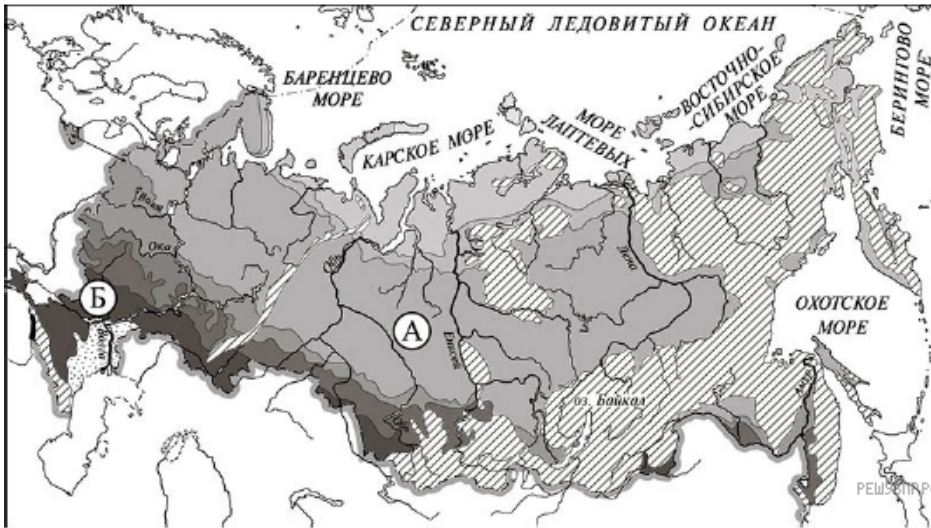 СЕВЕРНЫЙ ЛЕДОВИТЫЙ ОКЕАН
БАРЕНЦЕВО
МОРЕ
КАРСКОЕ МОРЕ
МОРЕ
ЛАПТЕВЫХ
ВОСТОЧНО-
СИБИРСКОЕ
МОРЕ
БЕРИНГОВО
МОРЕ
Волга
Ока
Лена
Б
А
Енисей
ОХОТСКОЕ
МОРЕ
оз. Байкал
Амур